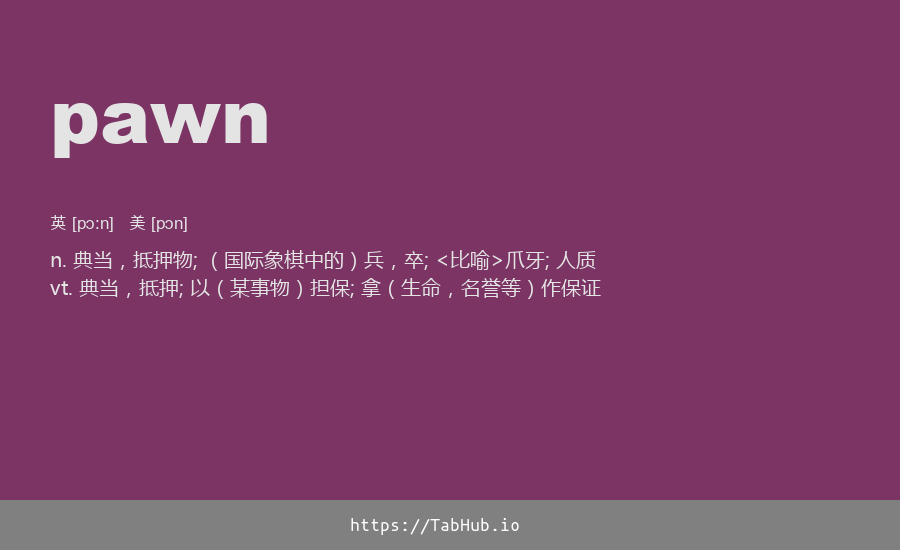 pawn
英 [pɔːn] 美 [pɔn]
n. 典当，抵押物; （国际象棋中的）兵，卒; <比喻>爪牙; 人质
vt. 典当，抵押; 以（某事物）担保; 拿（生命，名誉等）作保证
https://TabHub.io